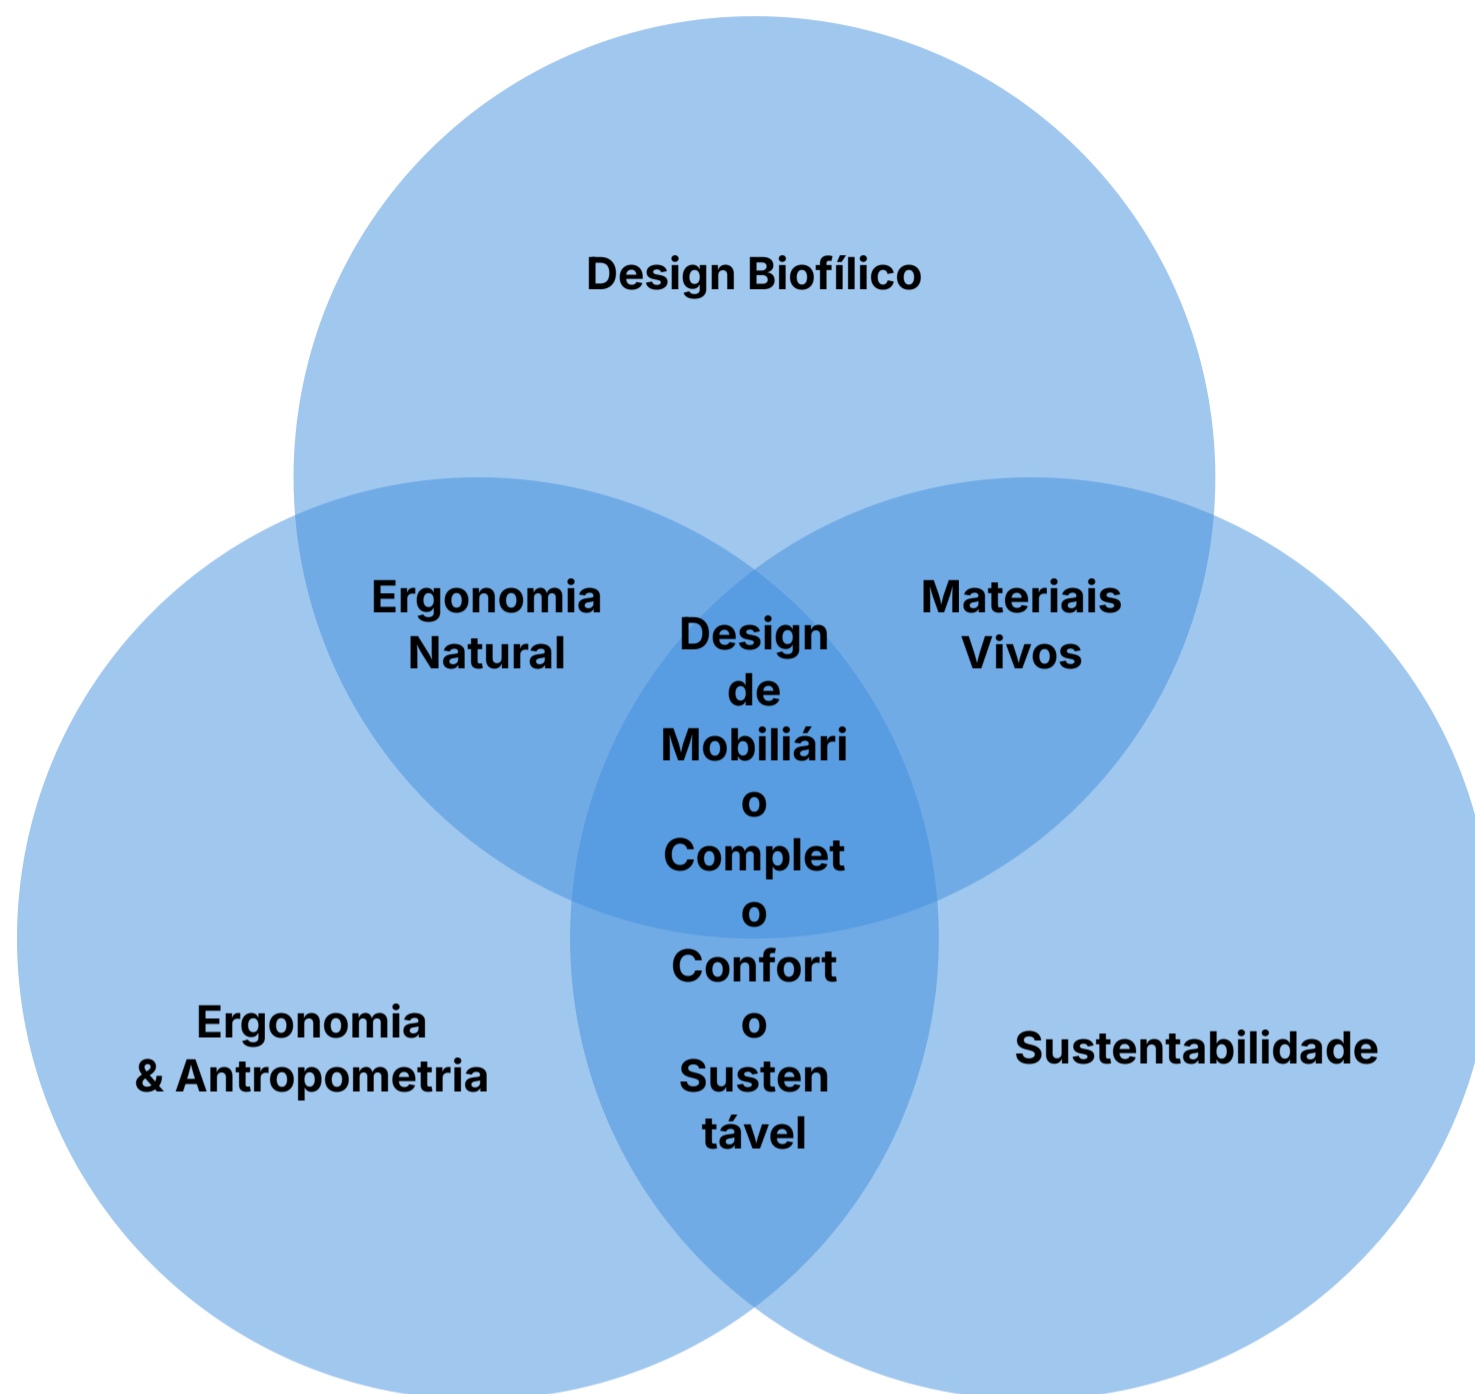 Design Biofílico
Ergonomia
Natural
Materiais
Vivos
Design
de
Mobiliári
o
Complet
o
Confort
o
Susten
tável
Ergonomia
& Antropometria
Sustentabilidade